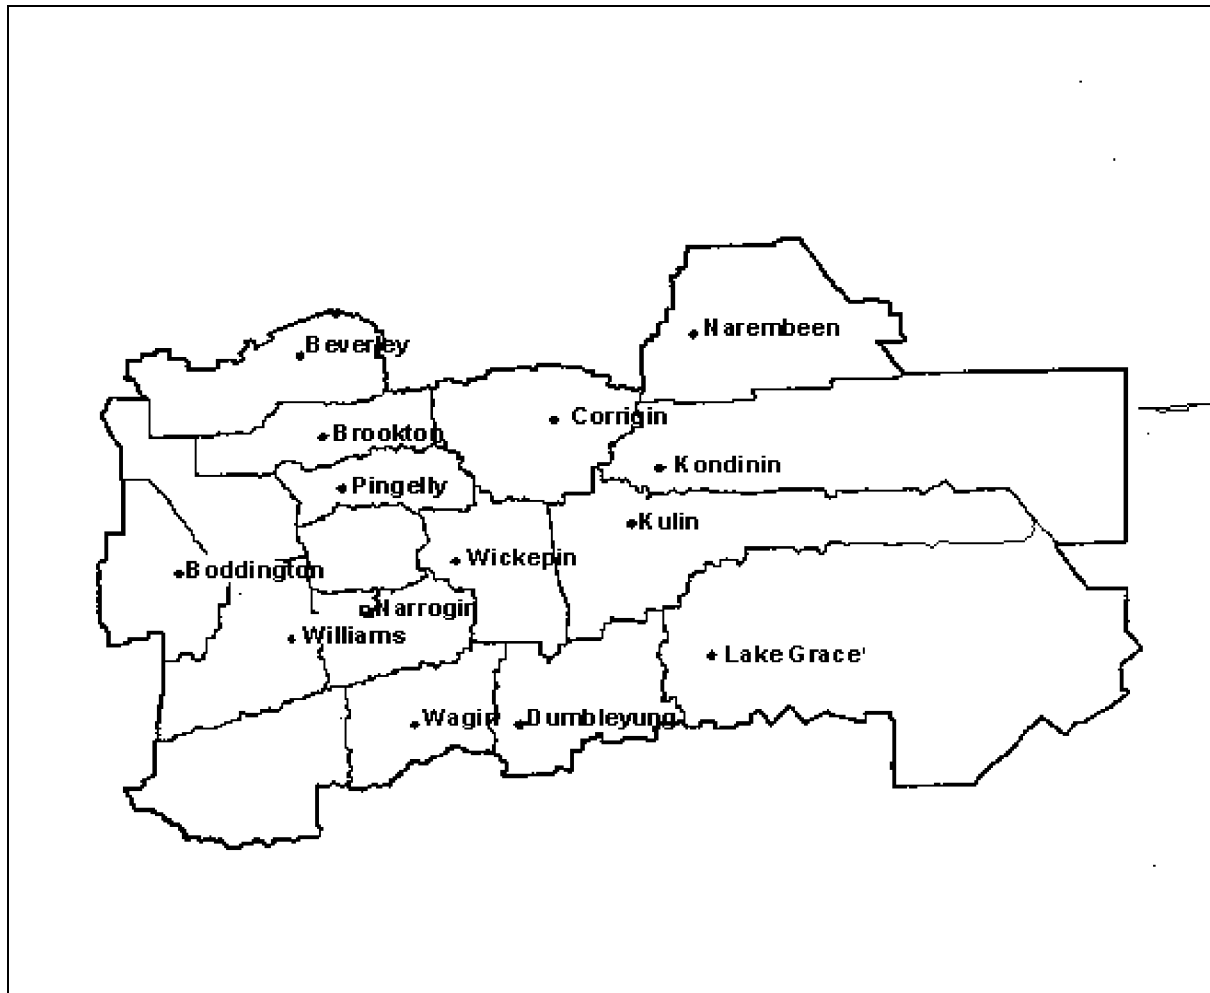 Narembeen
Beverley
Corrigin
Brookton
Kondinin
Pingelly
Kulin
Wickepin
Boddington
Narrogin
Williams
Lake Grace'
Wagin
Dumbleyung